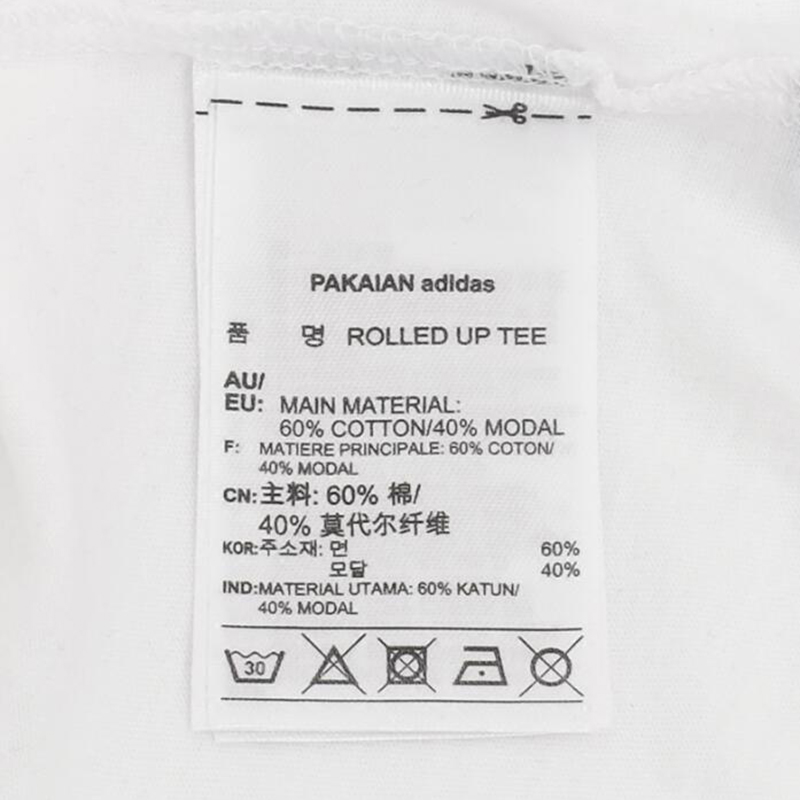 PAKAIAN adidas
품 명 ROLLED UP TEE
AU/
EU: MAIN MATERIAL:
60% COTTON/40% MODAL
F: MATIERE PRINCIPALE: 60% COTON/
40% MODAL
CN:主料: 60% 棉/
40% 莫代尔纤维
KOR:주소재: 면 60%
모달 40%
IND:MATERIAL UTAMA: 60% KATUN/
40% MODAL
30